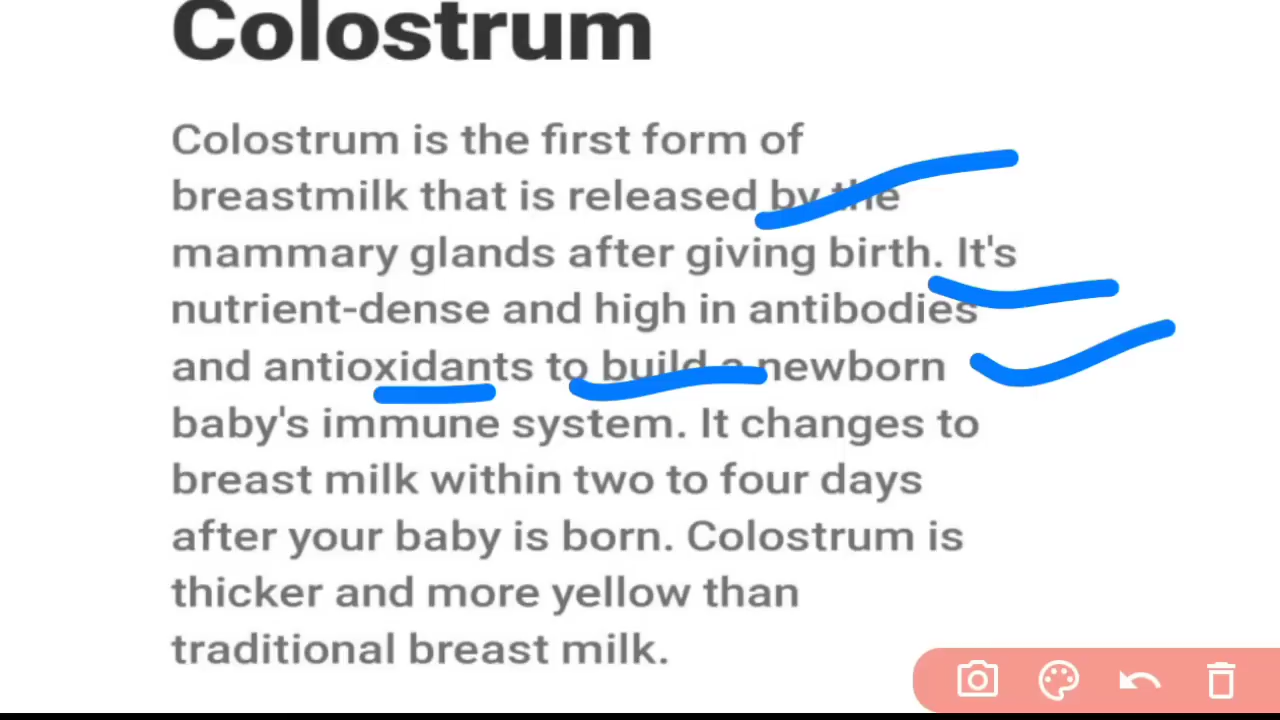 Colostrum
Colostrum is the first form of
breastmilk that is released by the
mammary glands after giving birth. It's
nutrient-dense and high in antibodies
and antioxidants to build a newborn
baby's immune system. It changes to
breast milk within two to four days
after your baby is born. Colostrum is
thicker and more yellow than
traditional breast milk.